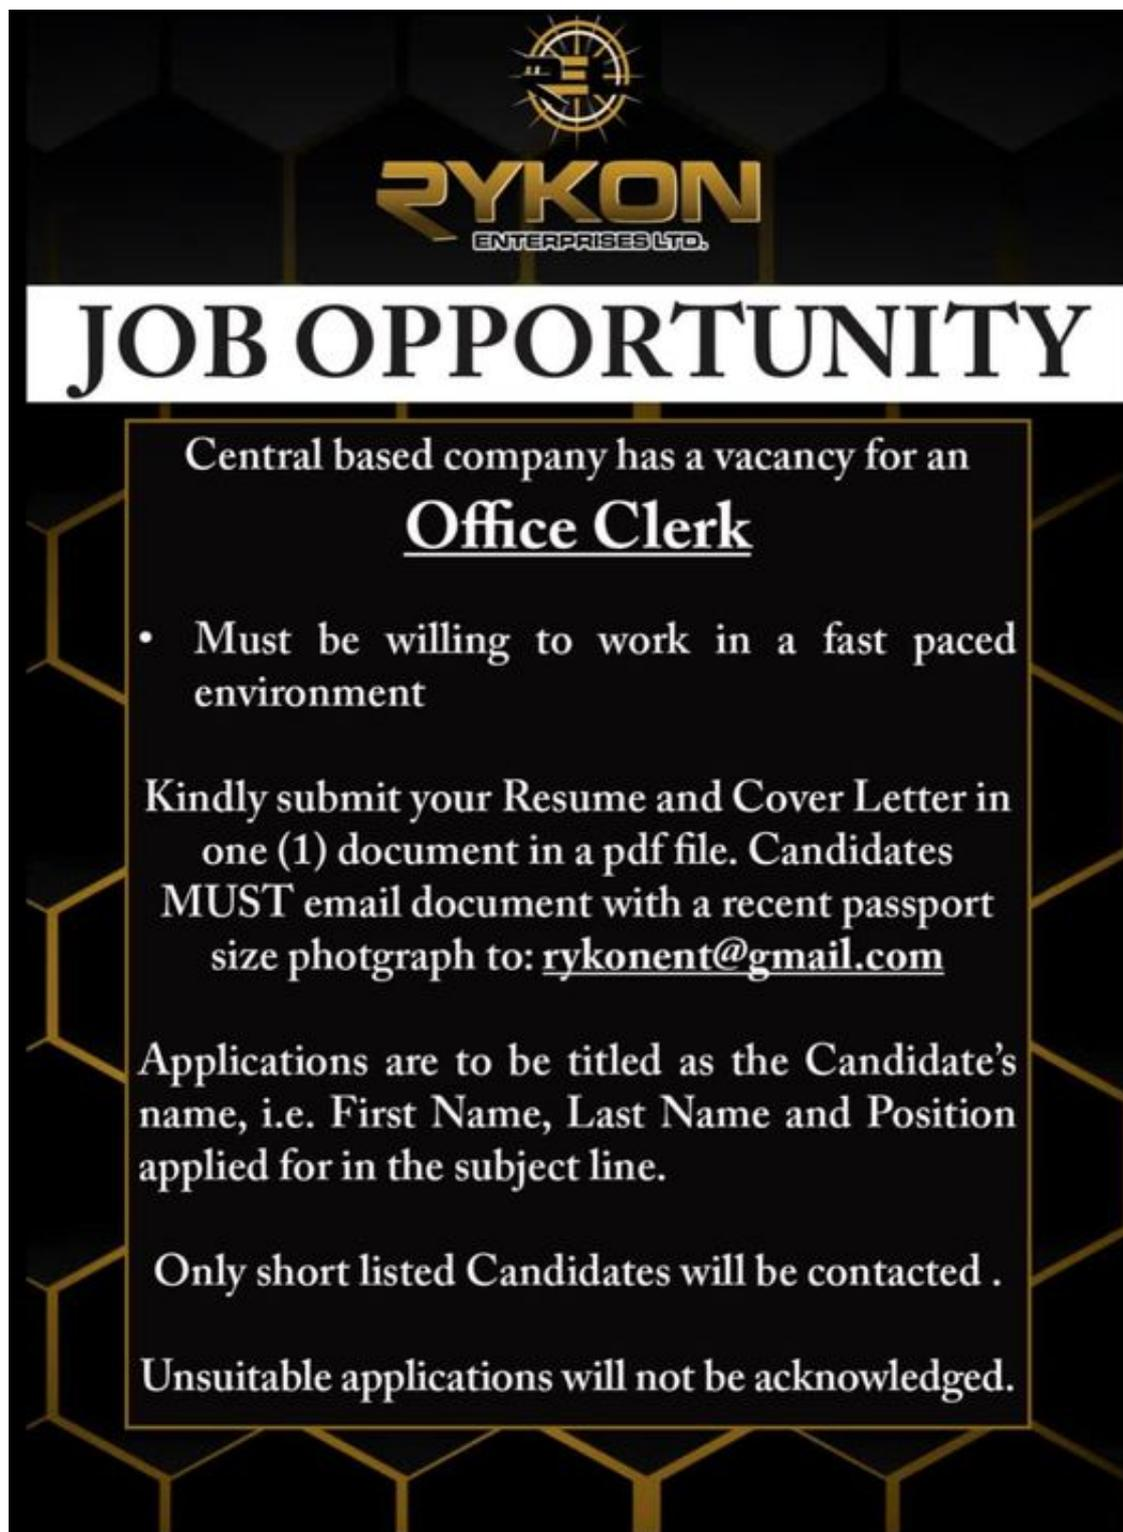 RYKON
ENTERPRISES LTD.
JOB OPPORTUNITY
Central based company has a vacancy for an
Office Clerk
• Must be willing to work in a fast paced
environment
Kindly submit your Resume and Cover Letter in
one (1) document in a pdf file. Candidates
MUST email document with a recent passport
size photgraph to: rykonent@gmail.com
Applications are to be titled as the Candidate's
name, i.e. First Name, Last Name and Position
applied for in the subject line.
Only short listed Candidates will be contacted .
Unsuitable applications will not be acknowledged.